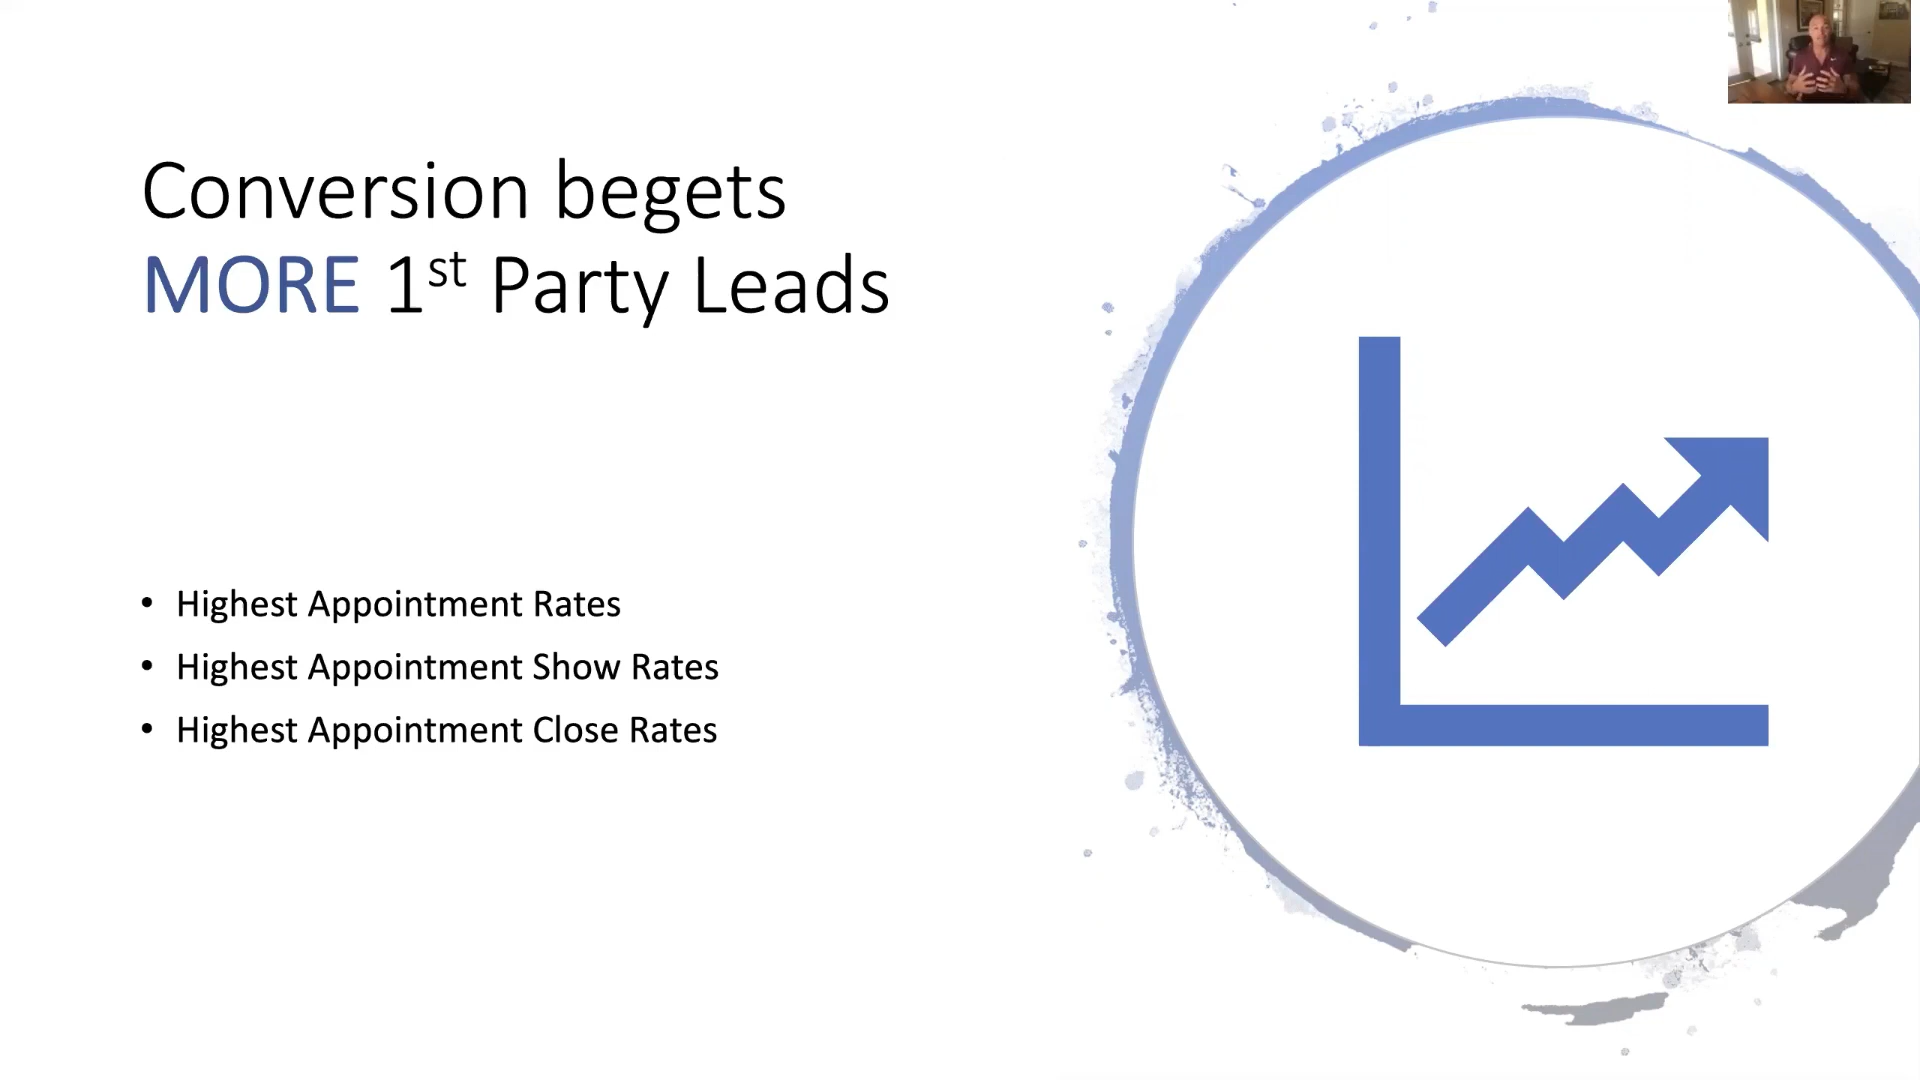 Conversion begets
MORE 1st Party Leads
• Highest Appointment Rates
• Highest Appointment Show Rates
• Highest Appointment Close Rates